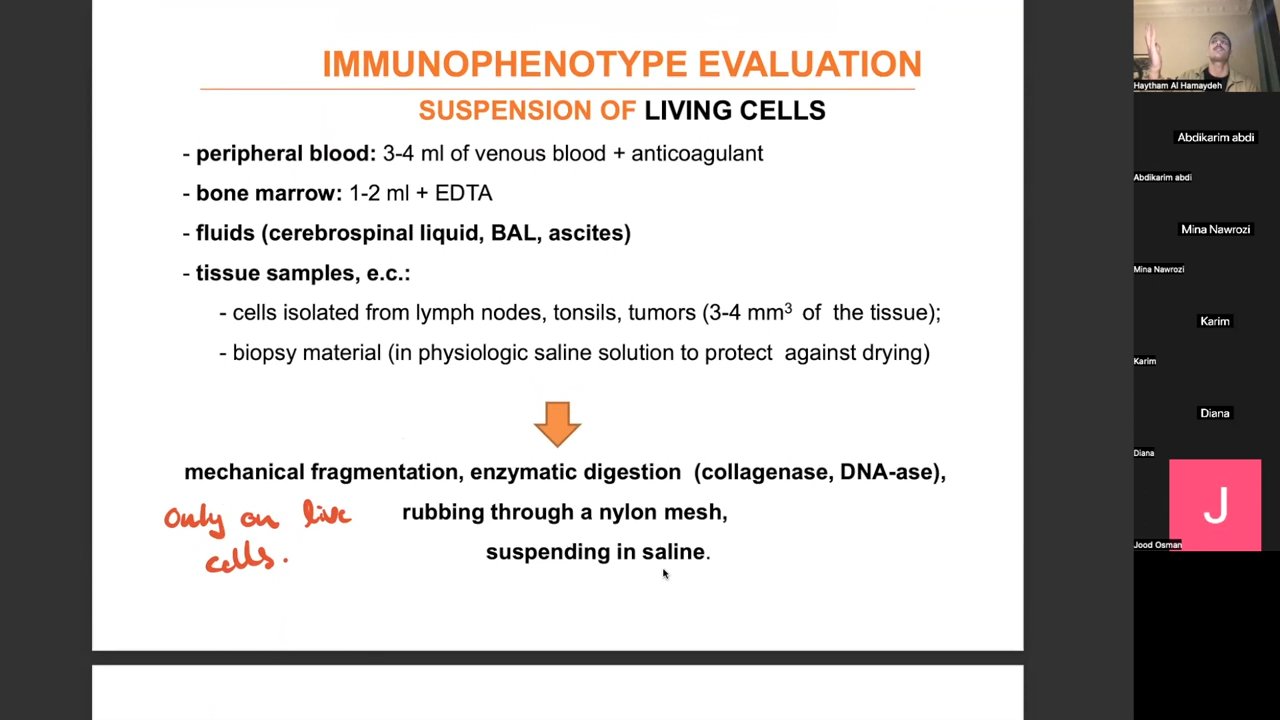 IMMUNOPHENOTYPE EVALUATION
SUSPENSION OF LIVING CELLS
- peripheral blood: 3-4 ml of venous blood + anticoagulant
- bone marrow: 1-2 ml + EDTA
- fluids (cerebrospinal liquid, BAL, ascites)
- tissue samples, e.c.:
- cells isolated from lymph nodes, tonsils, tumors (3-4 mm³ of the tissue);
- biopsy material (in physiologic saline solution to protect against drying)
mechanical fragmentation, enzymatic digestion (collagenase, DNA-ase),
rubbing through a nylon mesh,
suspending in saline.
only on live
cells.
Haytham Al Hamaydeh
Abdikarim abdi
Abdikarim abdi
Mina Nawrozi
Mina Nawrozi
Karim
Karim
Diana
Diana
J
Jood Osman